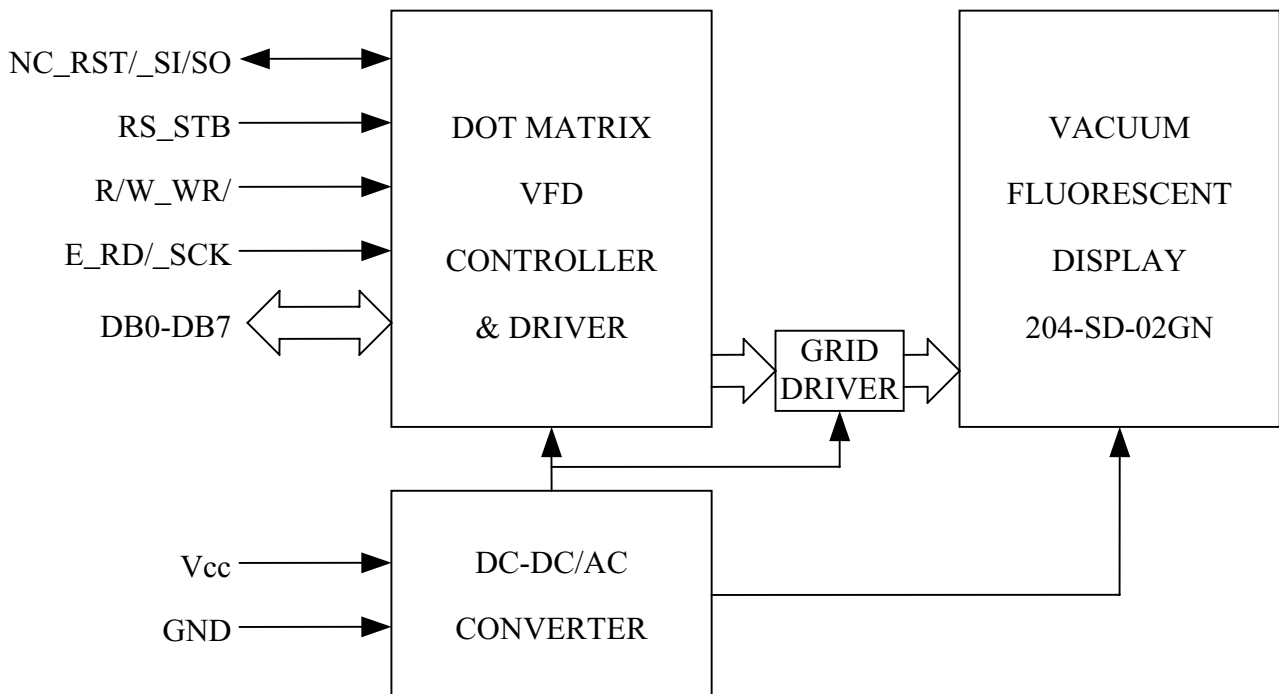 NC_RST/_SI/SO
RS_STB
R/W_WR/
E_RD/_SCK
DB0-DB7
DOT MATRIX
VFD
CONTROLLER
& DRIVER
GRID
DRIVER
VACUUM
FLUORESCENT
DISPLAY
204-SD-02GN
Vcc
GND
DC-DC/AC
CONVERTER